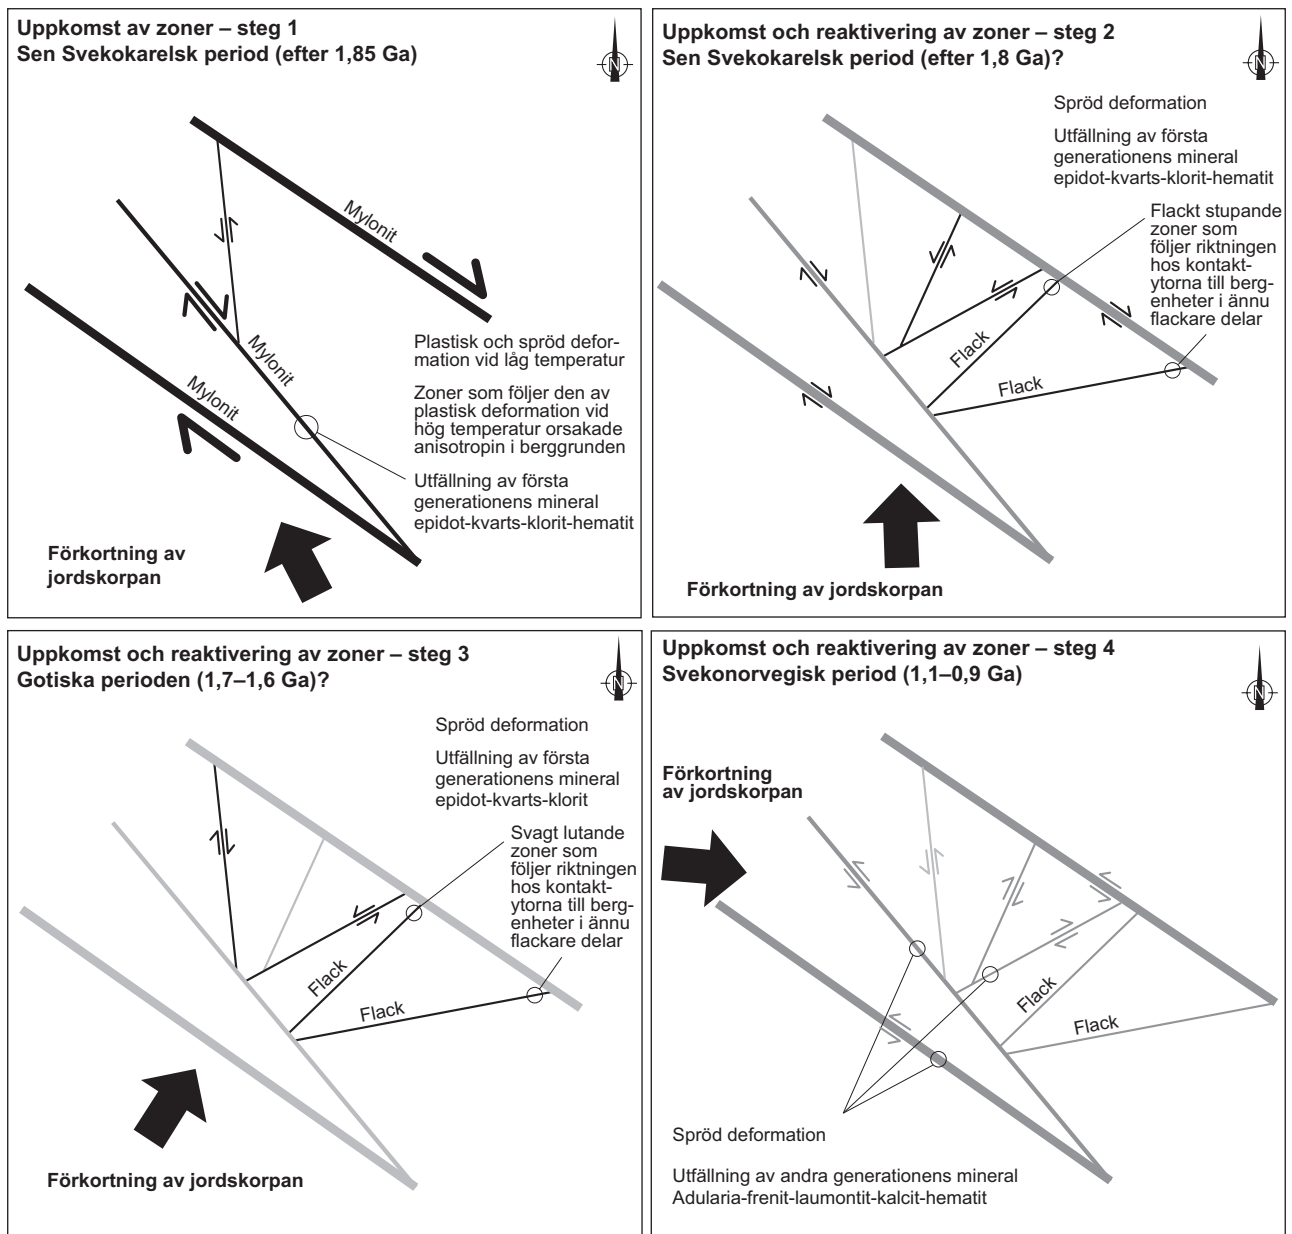 Uppkomst av zoner – steg 1
Sen Svekokarelsk period (efter 1,85 Ga)
N
Mylonit
Mylonit
Mylonit
Plastisk och spröd defor-
mation vid låg temperatur
Zoner som följer den av
plastisk deformation vid
hög temperatur orsakade
anisotropin i berggrunden
Utfällning av första
generationens mineral
epidot-kvarts-klorit-hematit
Förkortning av
jordskorpan
Uppkomst och reaktivering av zoner – steg 2
Sen Svekokarelsk period (efter 1,8 Ga)?
N
Spröd deformation
Utfällning av första
generationens mineral
epidot-kvarts-klorit-hematit
Flackt stupande
zoner som
följer riktningen
hos kontakt-
ytorna till berg-
enheter i ännu
flackare delar
Flack
Flack
Förkortning av jordskorpan
Uppkomst och reaktivering av zoner – steg 3
Gotiska perioden (1,7–1,6 Ga)?
N
Spröd deformation
Utfällning av första
generationens mineral
epidot-kvarts-klorit
Svagt lutande
zoner som
följer riktningen
hos kontakt-
ytorna till berg-
enheter i ännu
flackare delar
Flack
Flack
Förkortning av jordskorpan
Uppkomst och reaktivering av zoner – steg 4
Svekonorvegisk period (1,1–0,9 Ga)
N
Förkortning
av jordskorpan
Flack
Flack
Spröd deformation
Utfällning av andra generationens mineral
Adularia-frenit-laumontit-kalcit-hematit